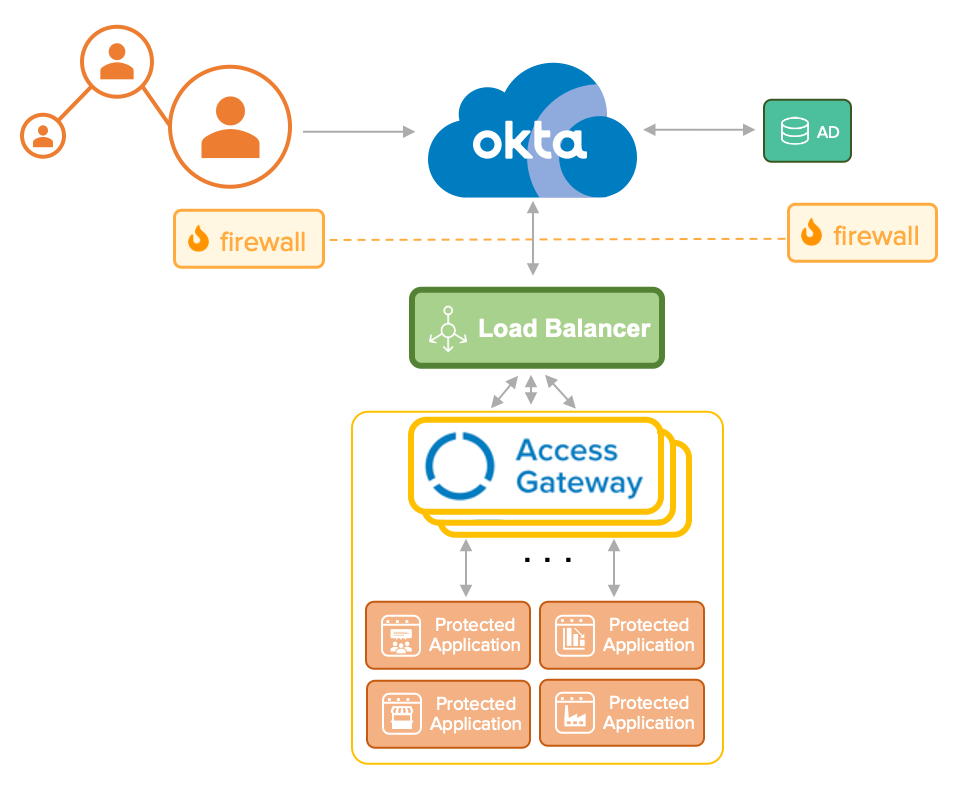 okta
AD
firewall
firewall
Load Balancer
Access
Gateway
. . .
Protected
Application
Protected
Application
Protected
Application
Protected
Application